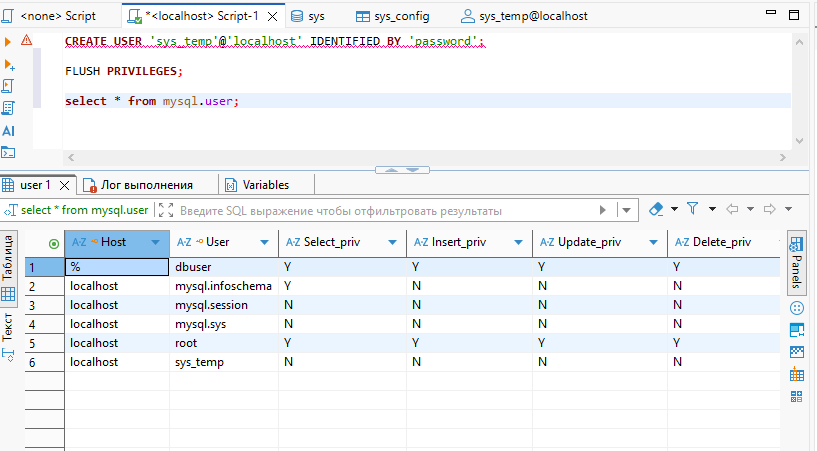 <none> Script
*<localhost> Script-1
sys
sys_config
sys_temp@localhost
CREATE USER 'sys_temp'@'localhost' IDENTIFIED BY 'password';
FLUSH PRIVILEGES;
select * from mysql.user;
AI
user 1
Лог выполнения
Variables
select * from mysql.user
Введите SQL выражение чтобы отфильтровать результаты
Таблица
Текст
Panels
A-Z Host A-Z User A-Z Select_priv A-Z Insert_priv A-Z Update_priv A-Z Delete_priv
1 % dbuser Y Y Y Y
2 localhost mysql.infoschema Y N N N
3 localhost mysql.session N N N N
4 localhost mysql.sys N N N N
5 localhost root Y Y Y Y
6 localhost sys_temp N N N N